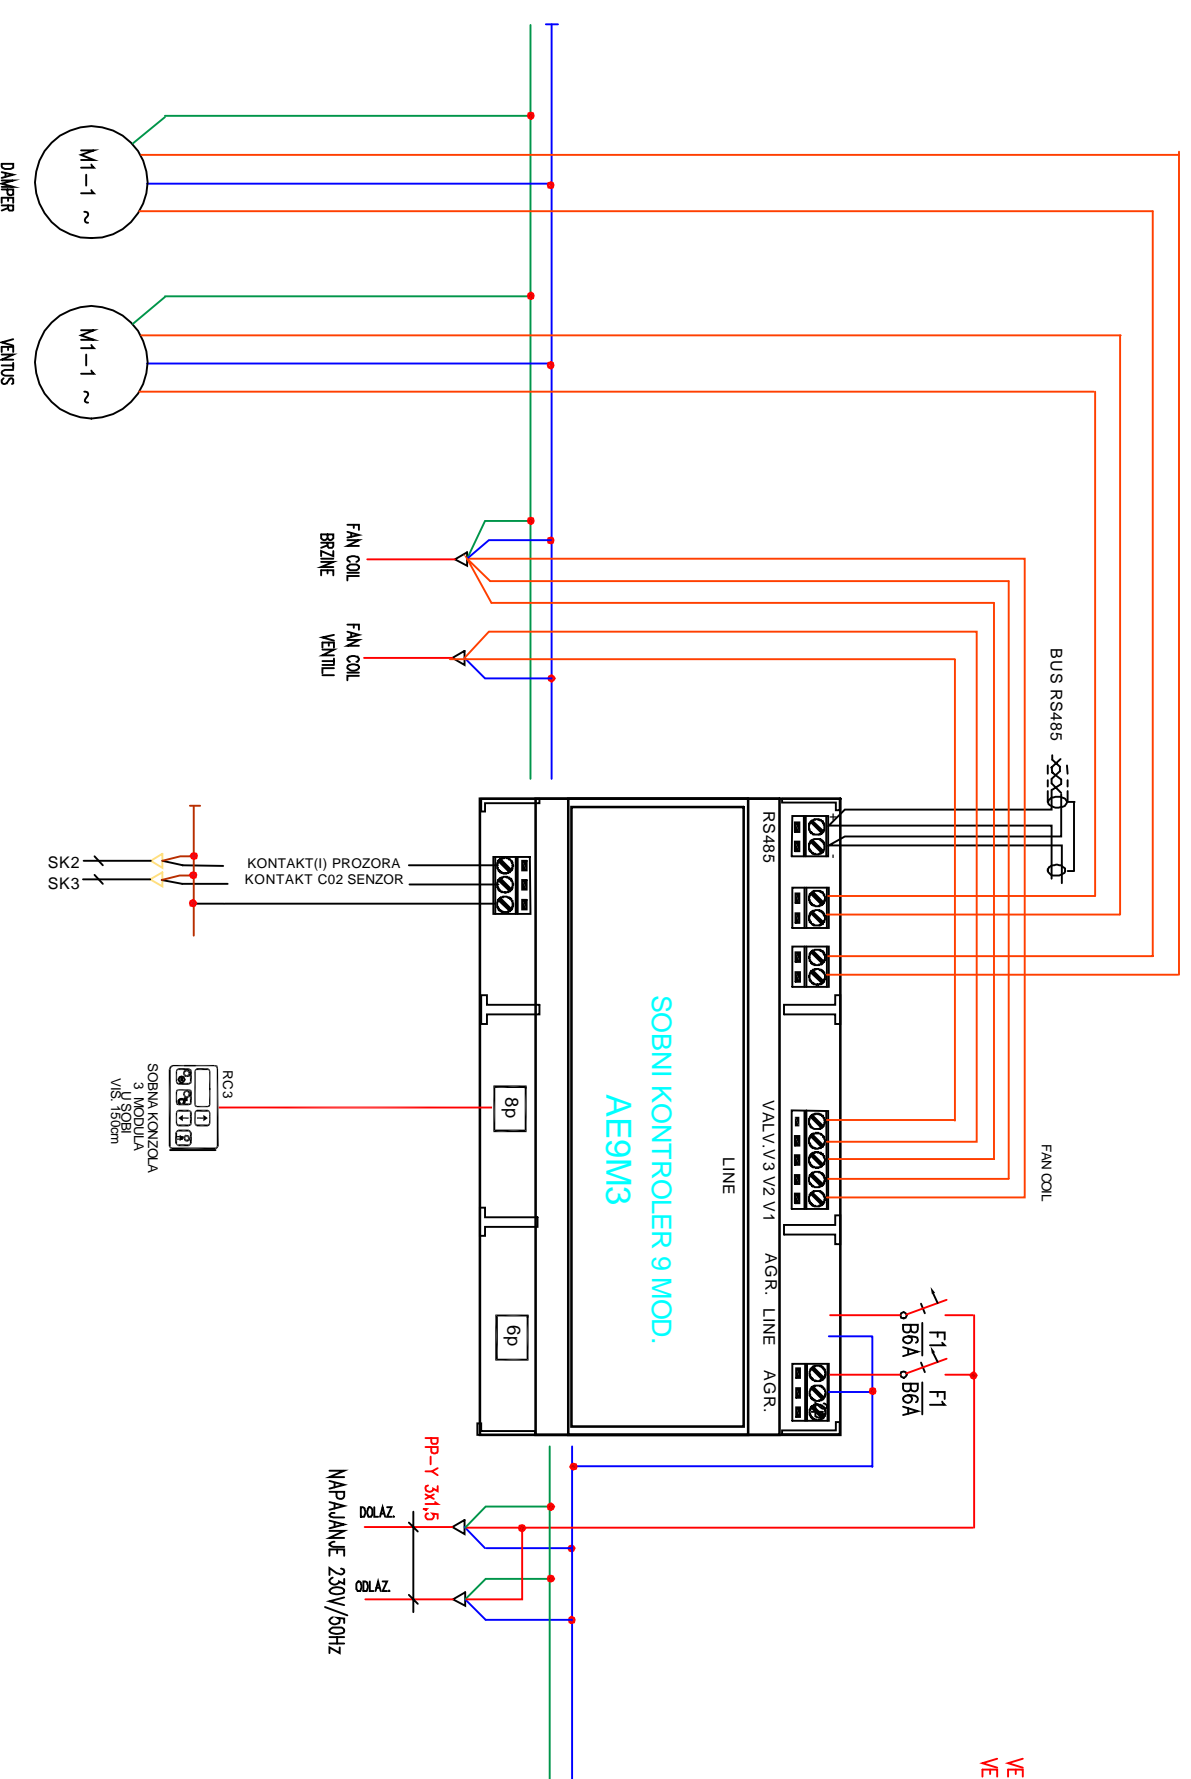 DAMPER
M1-1 ~
VENTUS
M1-1 ~
FAN COIL
BRZINE
FAN COIL
VENTILI
BUS RS485
RS485
+
-
SK2
SK3
KONTAKT(I) PROZORA
KONTAKT C02 SENZOR
SOBNI KONTROLER 9 MOD.
AE9M3
LINE
VALV. V3 V2 V1
AGR. LINE AGR.
FAN COIL
8p
6p
RC3
SOBNA KONZOLA
3 MODULA
U SOBI
VIS. 150cm
F1
B6A
F1
B6A
PP-Y 3x1,5
DOLAZ.
ODLAZ.
NAPAJANJE 230V/50Hz
VE
VE